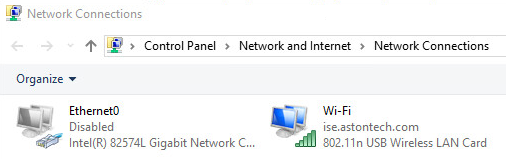 Network Connections
Control Panel > Network and Internet > Network Connections
Organize
Ethernet0
Disabled
Intel(R) 82574L Gigabit Network C...
Wi-Fi
ise.astontech.com
802.11n USB Wireless LAN Card